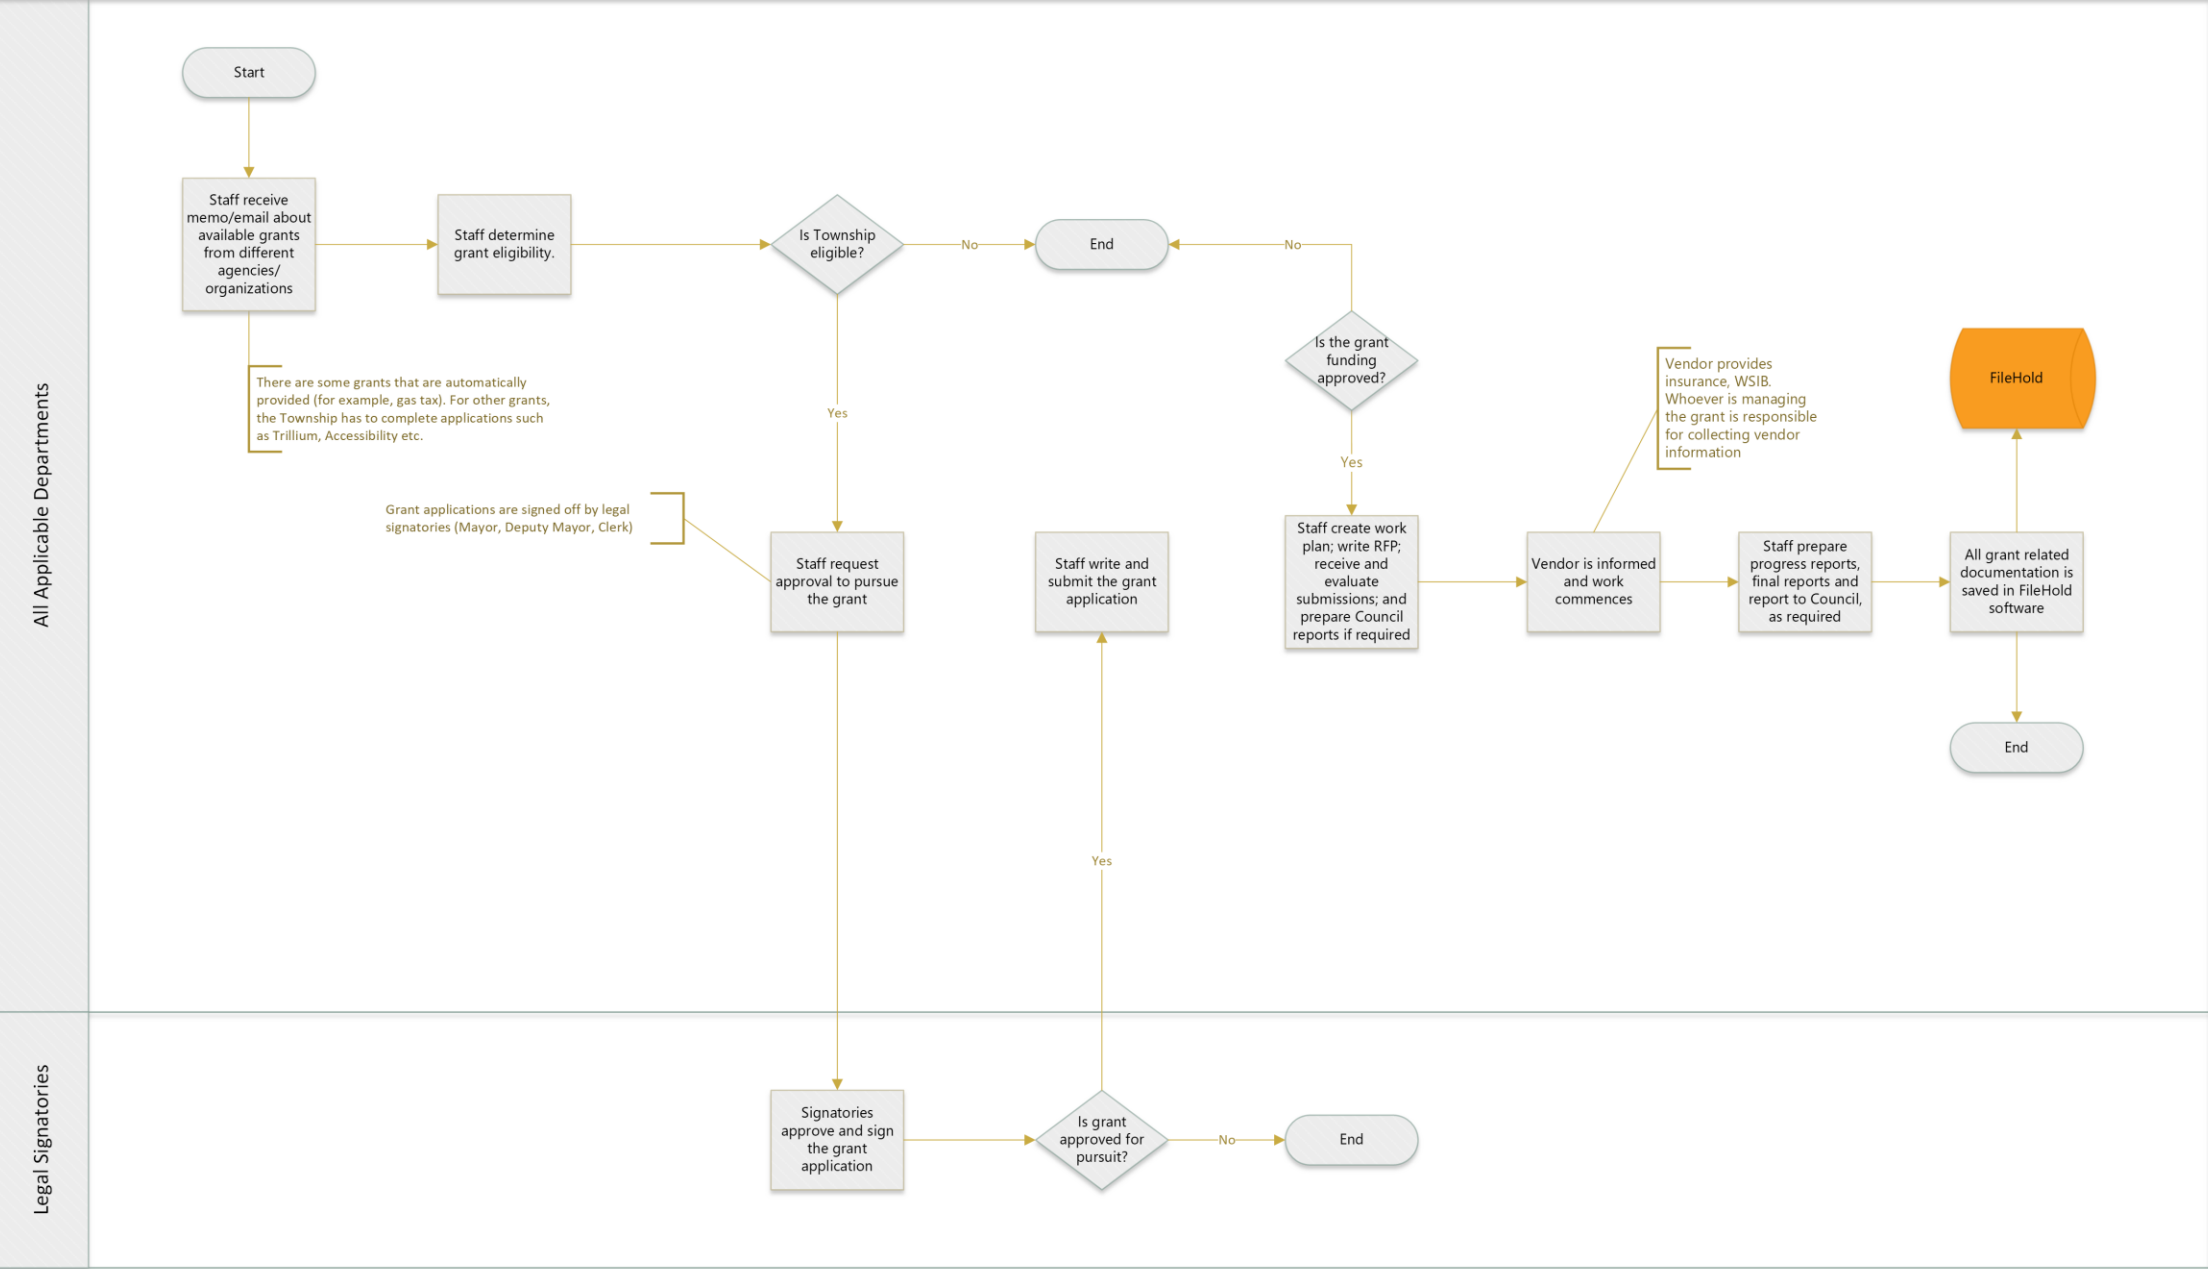 All Applicable Departments
Start
Staff receive
memo/email about
available grants
from different
agencies/
organizations
Staff determine
grant eligibility.
Is Township
eligible?
No
End
No
Is the grant
funding
approved?
There are some grants that are automatically
provided (for example, gas tax). For other grants,
the Township has to complete applications such
as Trillium, Accessibility etc.
Yes
Yes
Vendor provides
insurance, WSIB.
Whoever is managing
the grant is responsible
for collecting vendor
information
FileHold
Grant applications are signed off by legal
signatories (Mayor, Deputy Mayor, Clerk)
Staff request
approval to pursue
the grant
Staff write and
submit the grant
application
Staff create work
plan; write RFP;
receive and
evaluate
submissions; and
prepare Council
reports if required
Vendor is informed
and work
commences
Staff prepare
progress reports,
final reports and
report to Council,
as required
All grant related
documentation is
saved in FileHold
software
End
Yes
Legal Signatories
Signatories
approve and sign
the grant
application
Is grant
approved for
pursuit?
No
End